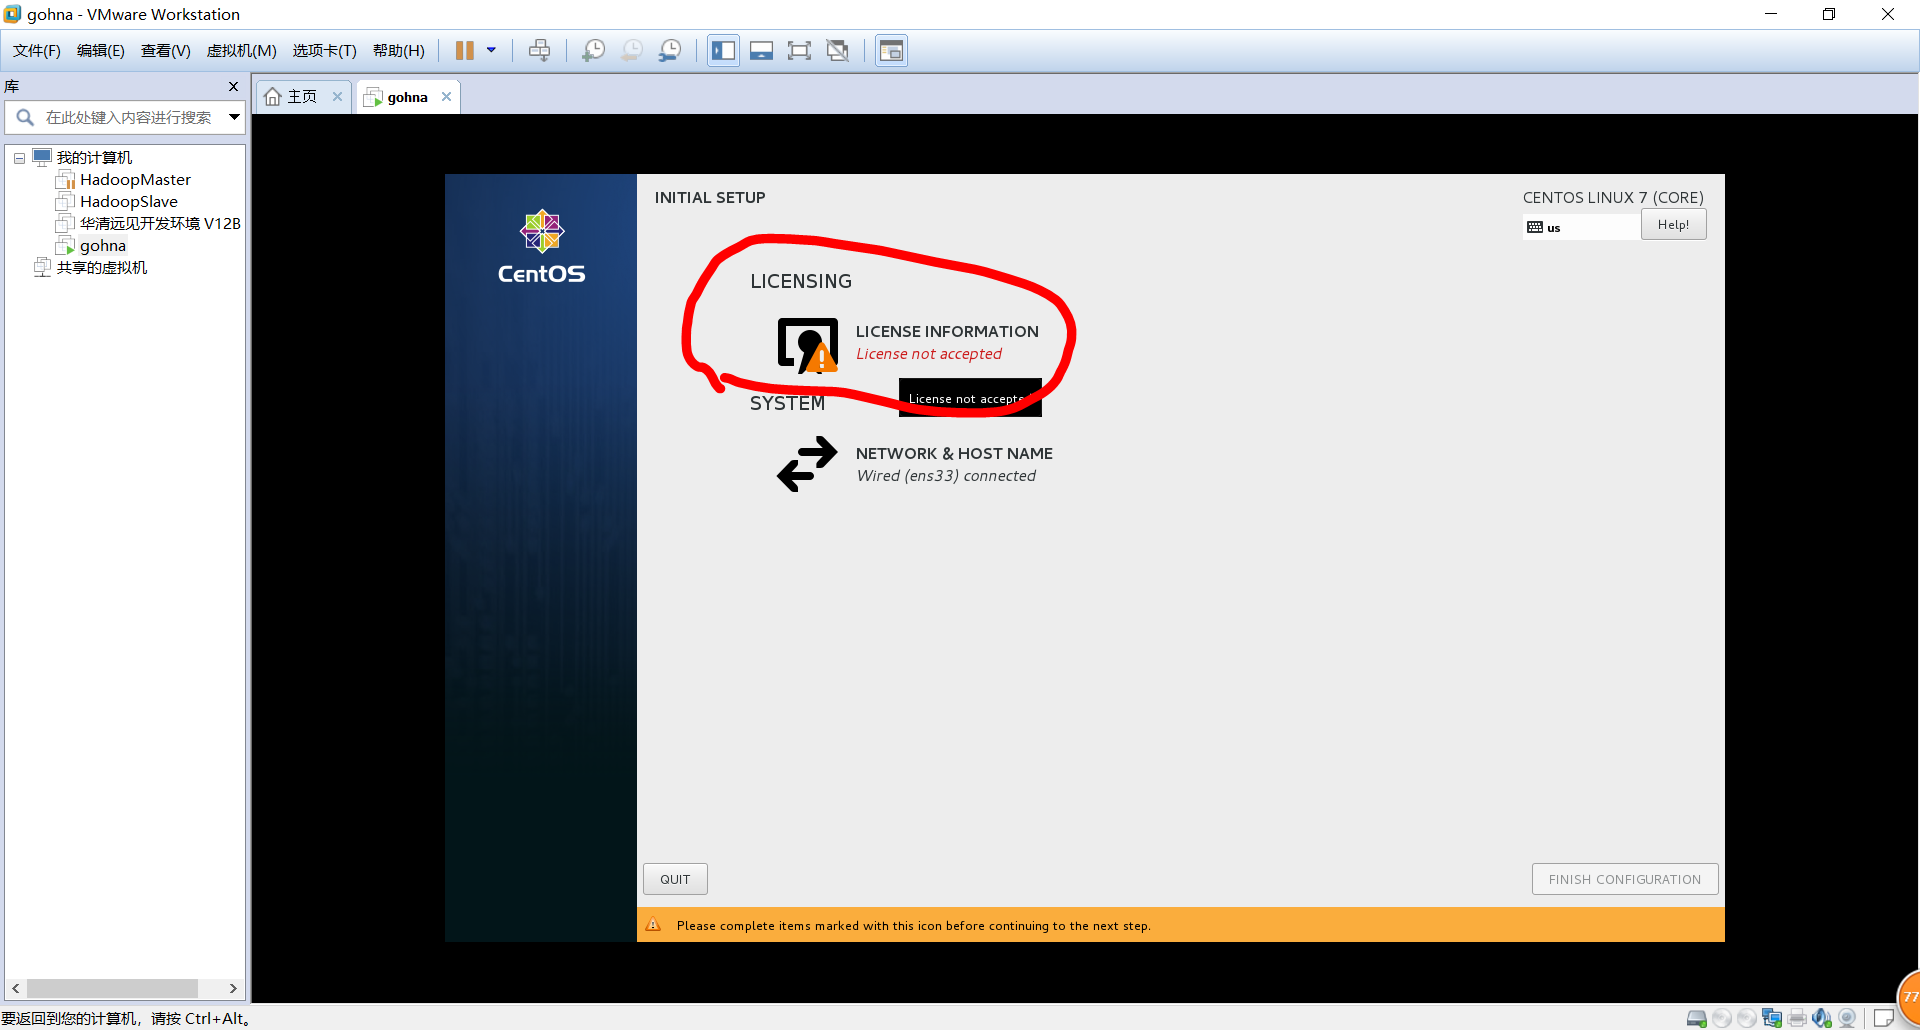 gohna - VMware Workstation
文件(F) 编辑(E) 查看(V) 虚拟机(M) 选项卡(T) 帮助(H)
库
主页
gohna
在此处键入内容进行搜索
我的计算机
HadoopMaster
HadoopSlave
华清远见开发环境 V12B
gohna
共享的虚拟机
CentOS
INITIAL SETUP
CENTOS LINUX 7 (CORE)
us
Help!
LICENSING
LICENSE INFORMATION
License not accepted
License not accepte
SYSTEM
NETWORK & HOST NAME
Wired (ens33) connected
QUIT
FINISH CONFIGURATION
Please complete items marked with this icon before continuing to the next step.
77
要返回到您的计算机，请按 Ctrl+Alt。